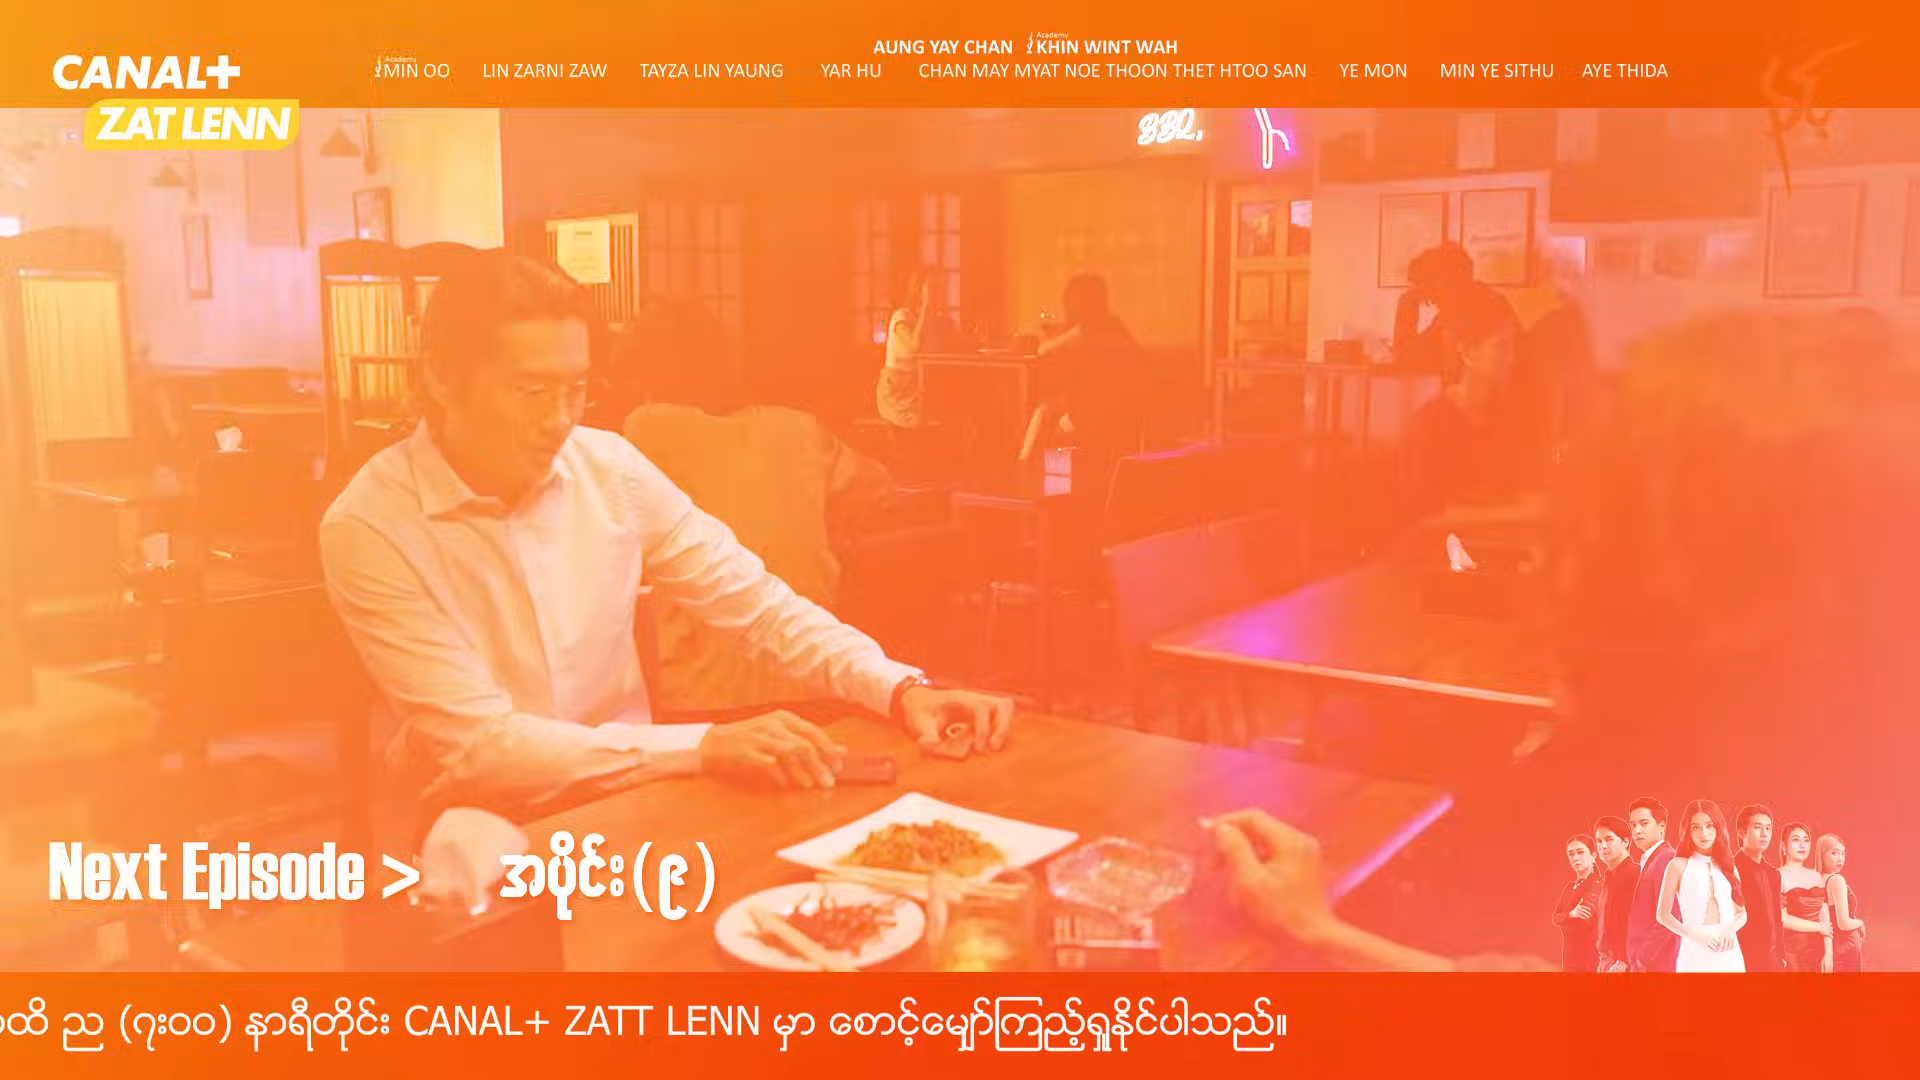 AUNG YAY CHAN Academy KHIN WINT WAH
Academy MIN OO LIN ZARNI ZAW TAYZA LIN YAUNG YAR HU CHAN MAY MYAT NOE THOON THET HTOO SAN YE MON MIN YE SITHU AYE THIDA
CANAL+
ZAT LENN
BBQ,
Next Episode > အပိုင်း(၉)
ည (၇း၀၀) နာရီတိုင်း CANAL+ ZATT LENN မှာ စောင့်မျှော်ကြည့်ရှုနိုင်ပါသည်။